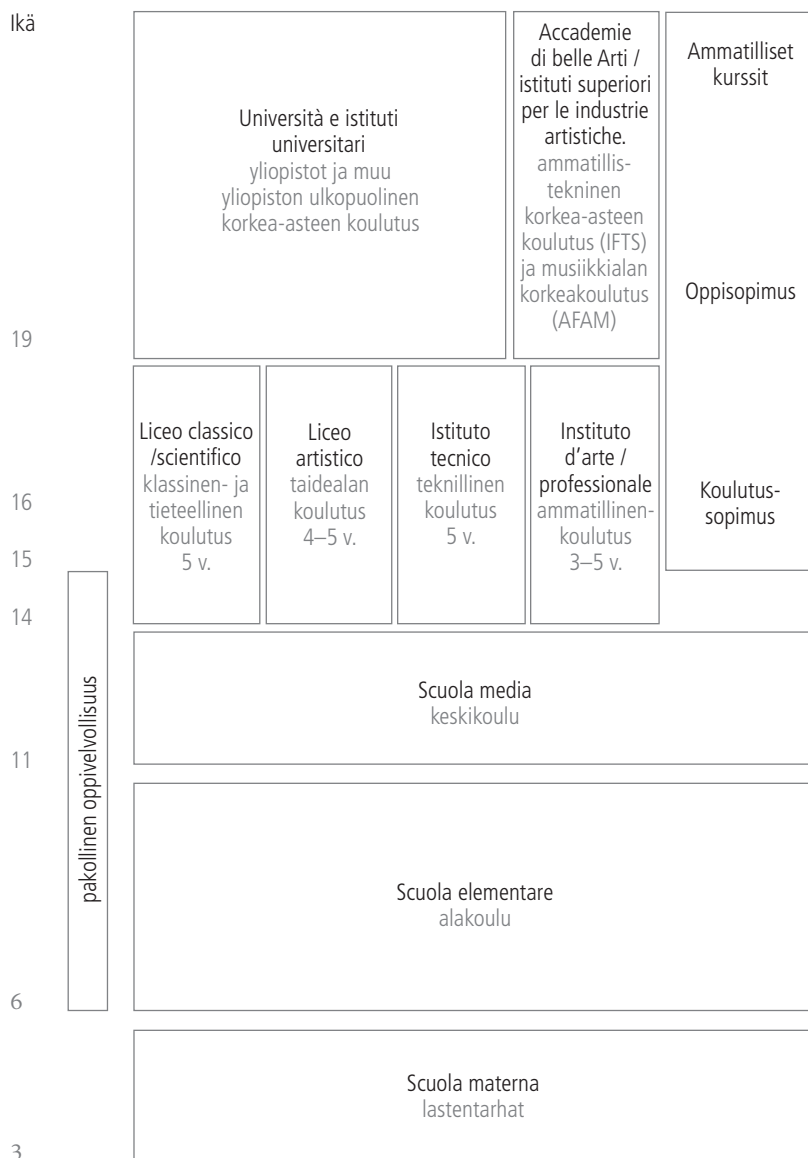 Ikä
Università e istituti
universitari
yliopistot ja muu
yliopiston ulkopuolinen
korkea-asteen koulutus
Accademie
di belle Arti /
istituti superiori
per le industrie
artistiche.
ammatillis-
tekninen
korkea-asteen
koulutus (IFTS)
ja musiikkialan
korkeakoulutus
(AFAM)
Ammatilliset
kurssit
Oppisopimus
Koulutus-
sopimus
19
Liceo classico
/scientifico
klassinen- ja
tieteellinen
koulutus
5 v.
Liceo
artistico
taidealan
koulutus
4–5 v.
Istituto
tecnico
teknillinen
koulutus
5 v.
Instituto
d'arte /
professionale
ammatillinen-
koulutus
3–5 v.
16
15
14
pakollinen oppivelvollisuus
Scuola media
keskikoulu
11
Scuola elementare
alakoulu
6
Scuola materna
lastentarhat
3